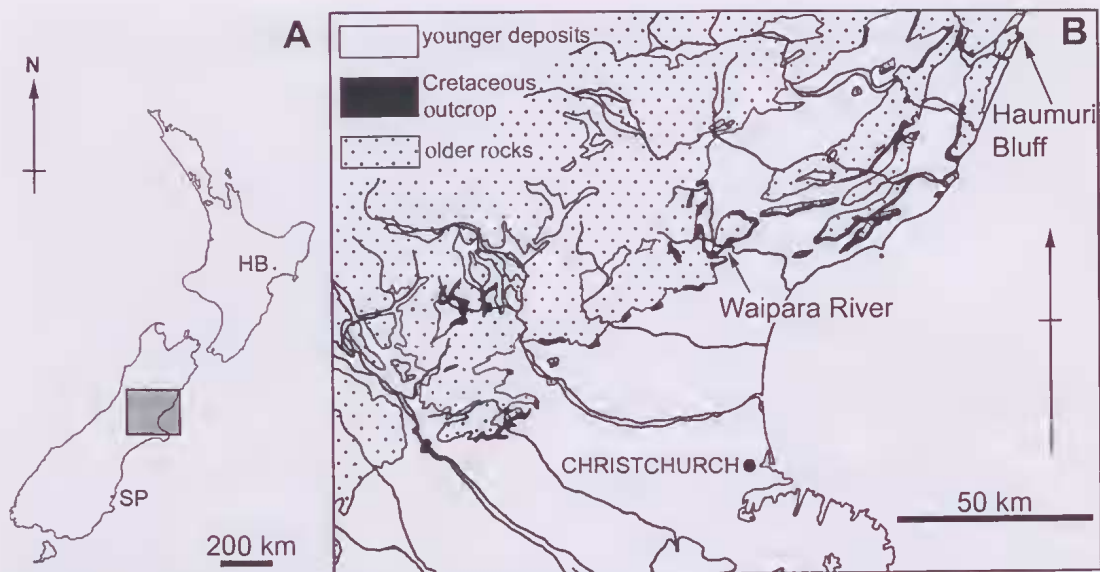 A
N
HB.
SP
200 km
B
younger deposits
Cretaceous
outcrop
older rocks
Haumuri
Bluff
Waipara River
CHRISTCHURCH
50 km